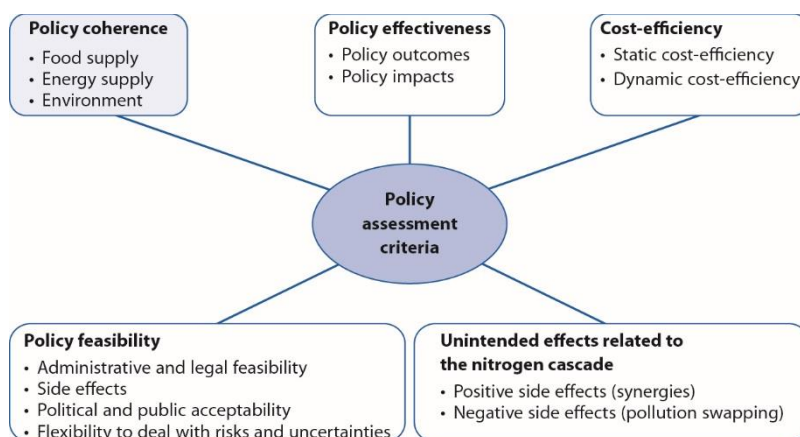 Policy coherence
• Food supply
• Energy supply
• Environment
Policy effectiveness
• Policy outcomes
• Policy impacts
Cost-efficiency
• Static cost-efficiency
• Dynamic cost-efficiency
Policy
assessment
criteria
Policy feasibility
• Administrative and legal feasibility
• Side effects
• Political and public acceptability
• Flexibility to deal with risks and uncertainties
Unintended effects related to
the nitrogen cascade
• Positive side effects (synergies)
• Negative side effects (pollution swapping)